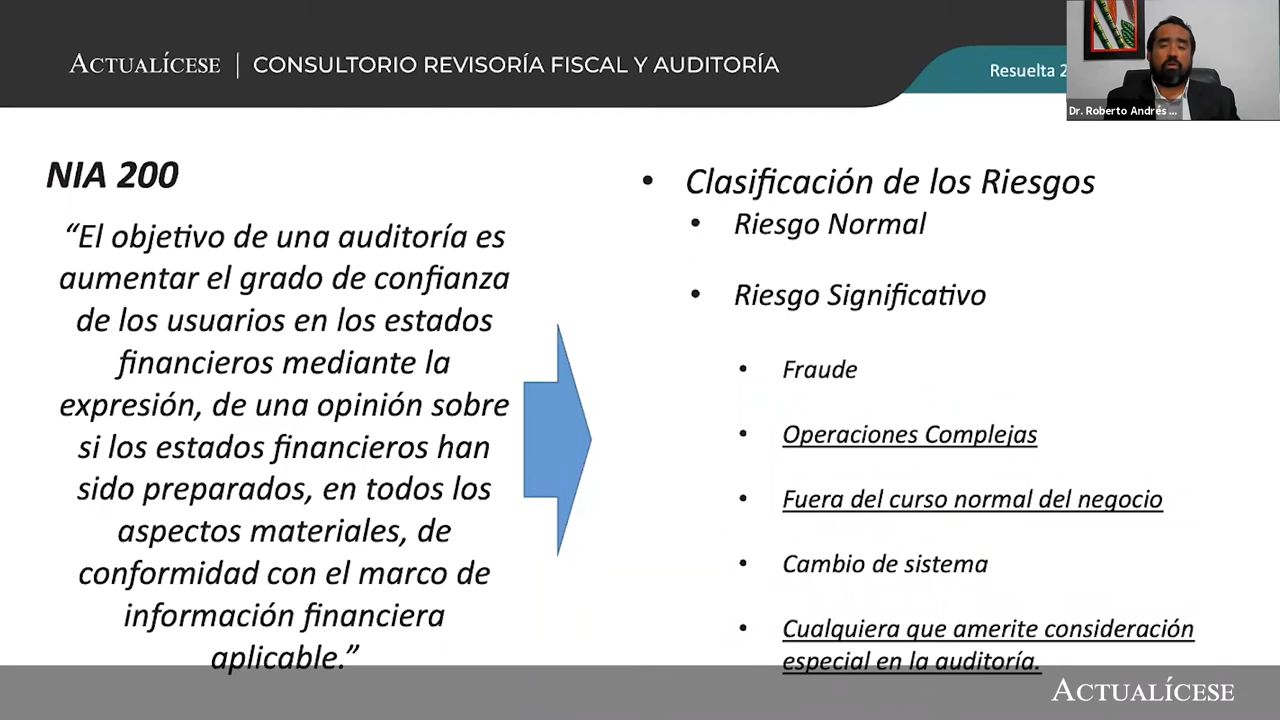 ACTUALÍCESE | CONSULTORIO REVISORÍA FISCAL Y AUDITORÍA
Resuelta 2
Dr. Roberto Andrés ...
NIA 200
“El objetivo de una auditoría es
aumentar el grado de confianza
de los usuarios en los estados
financieros mediante la
expresión, de una opinión sobre
si los estados financieros han
sido preparados, en todos los
aspectos materiales, de
conformidad con el marco de
información financiera
aplicable.”
• Clasificación de los Riesgos
• Riesgo Normal
• Riesgo Significativo
• Fraude
• Operaciones Complejas
• Fuera del curso normal del negocio
• Cambio de sistema
• Cualquiera que amerite consideración
especial en la auditoría.
ACTUALÍCESE